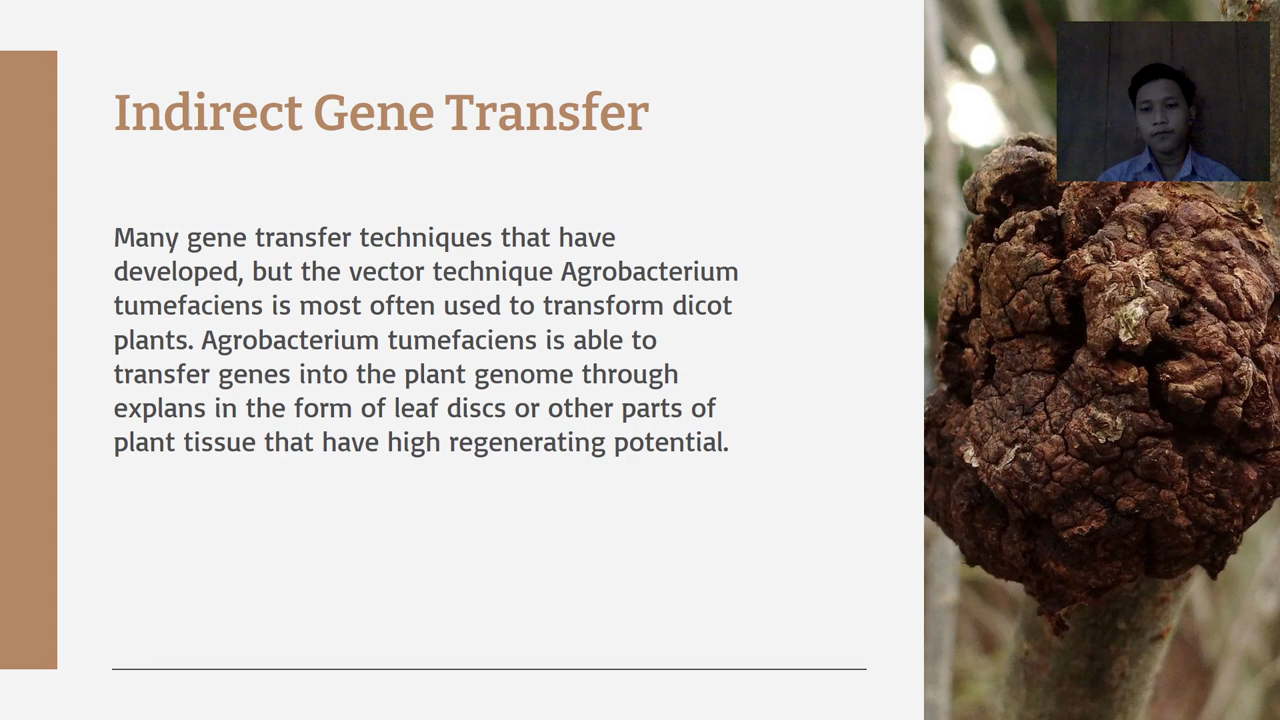 Indirect Gene Transfer
Many gene transfer techniques that have
developed, but the vector technique Agrobacterium
tumefaciens is most often used to transform dicot
plants. Agrobacterium tumefaciens is able to
transfer genes into the plant genome through
explans in the form of leaf discs or other parts of
plant tissue that have high regenerating potential.